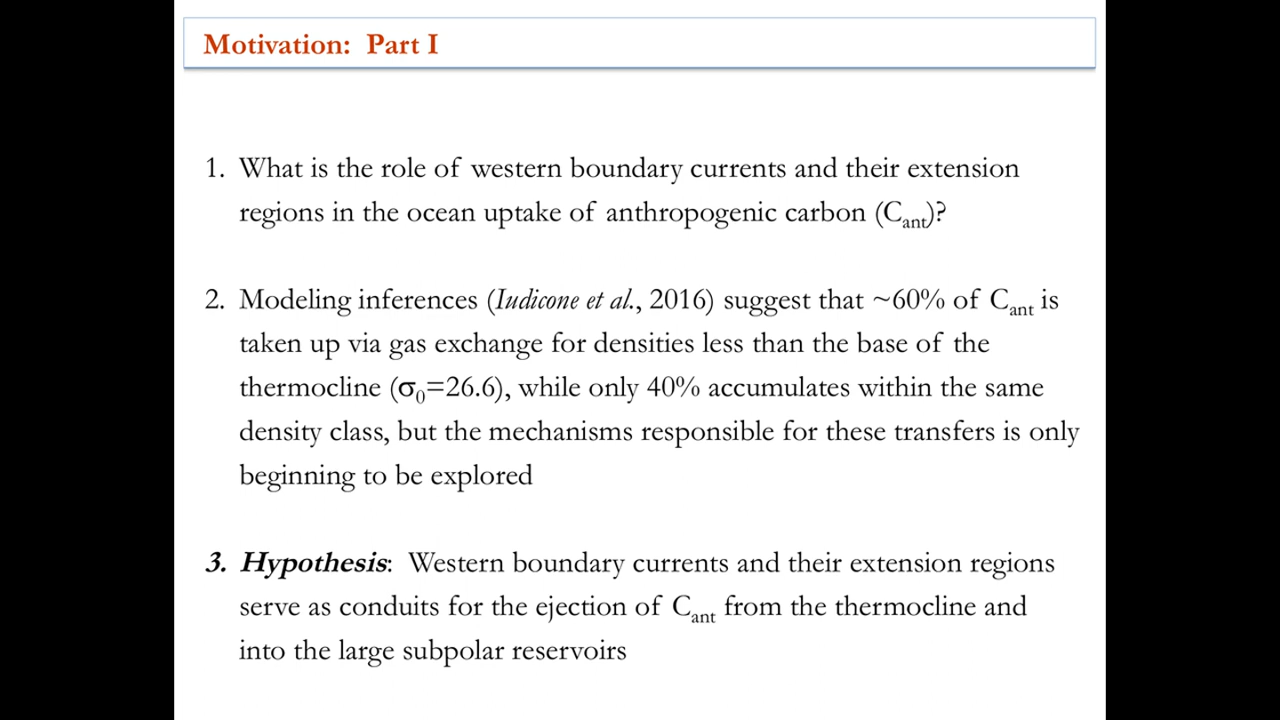 Motivation: Part I
1. What is the role of western boundary currents and their extension
regions in the ocean uptake of anthropogenic carbon (Cant)?
2. Modeling inferences (Iudicone et al., 2016) suggest that ~60% of Cant is
taken up via gas exchange for densities less than the base of the
thermocline (σ0=26.6), while only 40% accumulates within the same
density class, but the mechanisms responsible for these transfers is only
beginning to be explored
3. Hypothesis: Western boundary currents and their extension regions
serve as conduits for the ejection of Cant from the thermocline and
into the large subpolar reservoirs